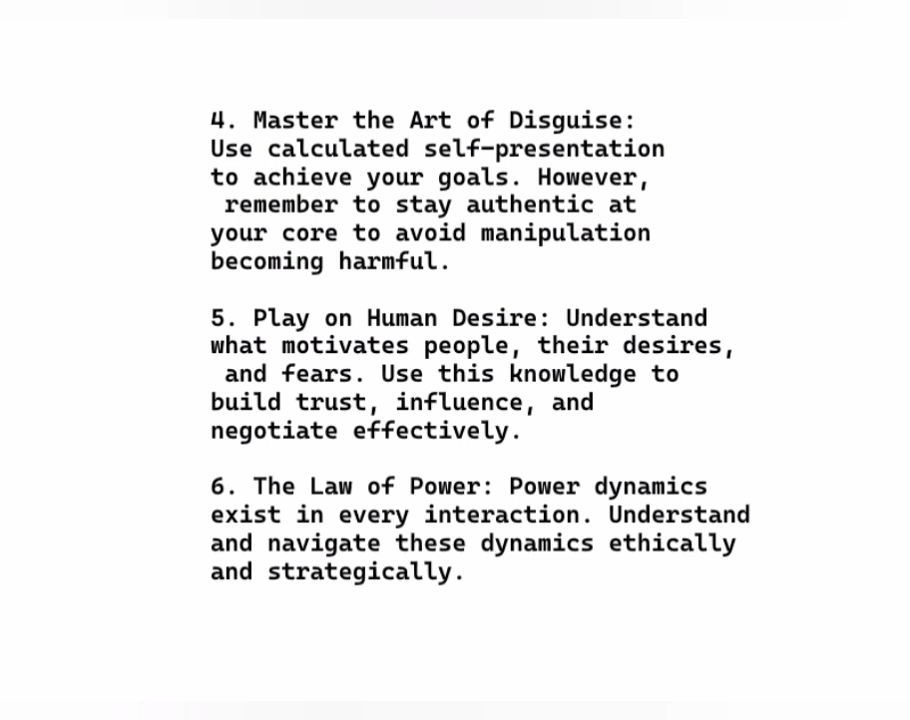 4. Master the Art of Disguise:
Use calculated self-presentation
to achieve your goals. However,
remember to stay authentic at
your core to avoid manipulation
becoming harmful.
5. Play on Human Desire: Understand
what motivates people, their desires,
and fears. Use this knowledge to
build trust, influence, and
negotiate effectively.
6. The Law of Power: Power dynamics
exist in every interaction. Understand
and navigate these dynamics ethically
and strategically.